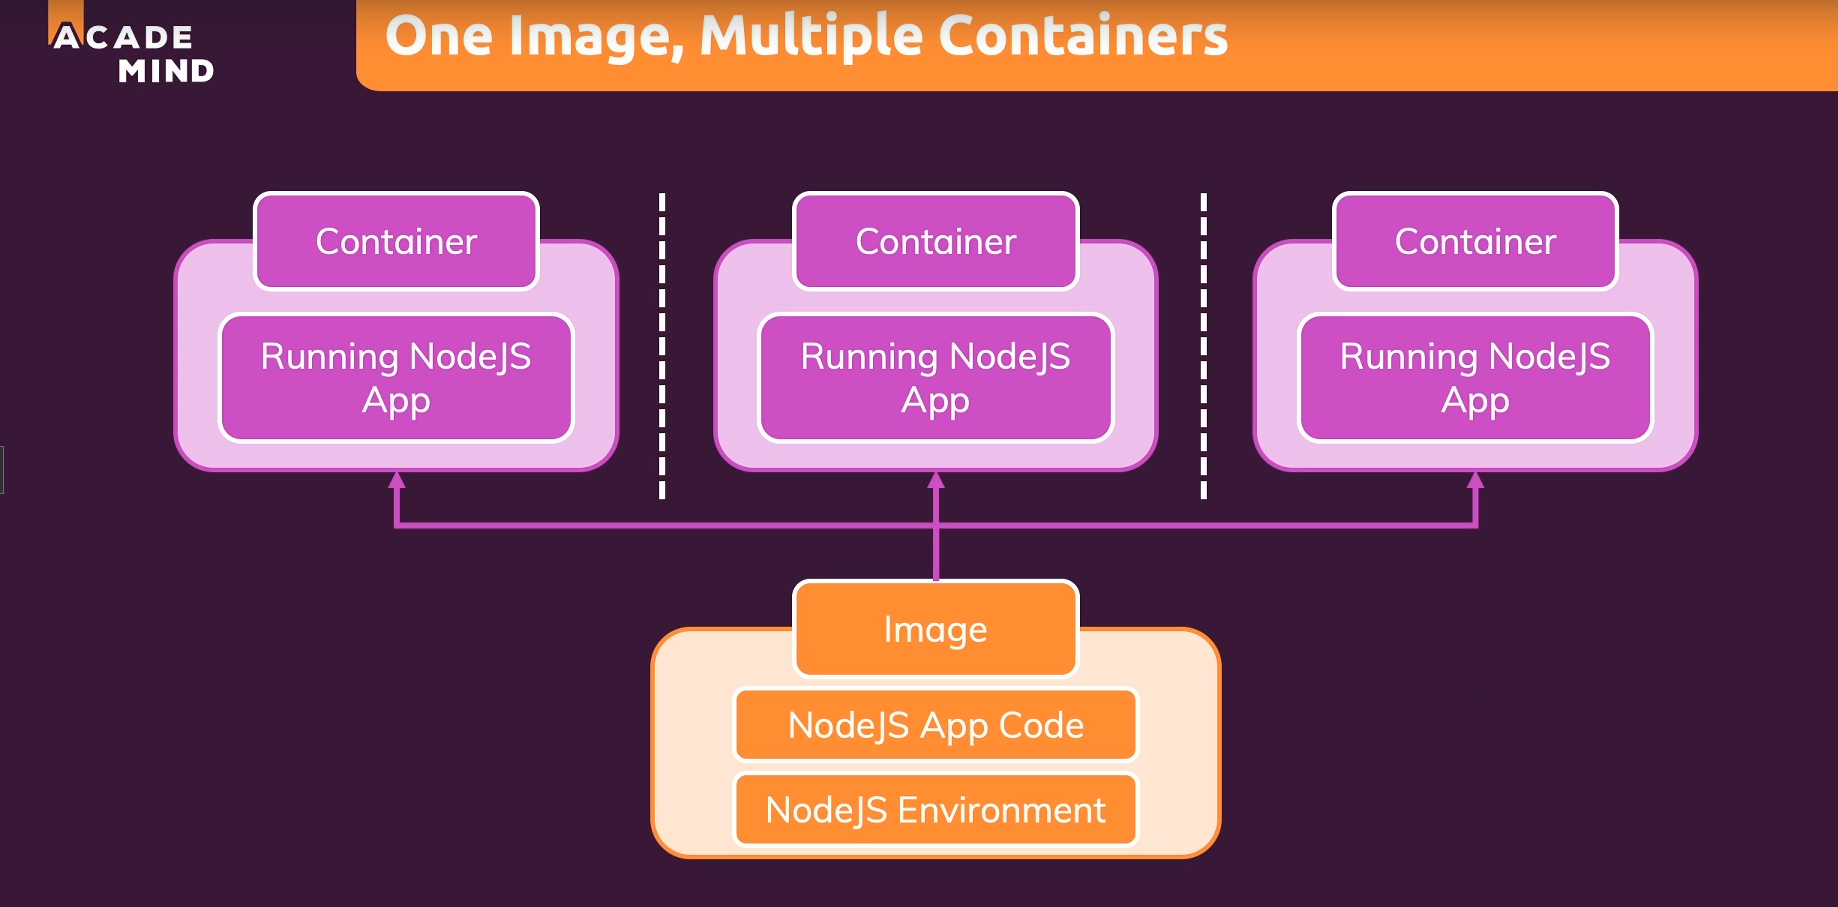 ACADE
MIND
One Image, Multiple Containers
Container
Container
Container
Running NodeJS
App
Running NodeJS
App
Running NodeJS
App
Image
NodeJS App Code
NodeJS Environment